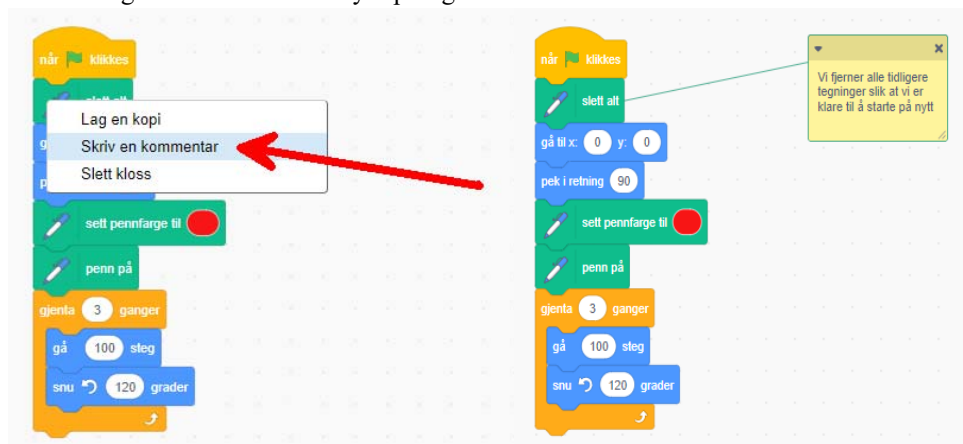 når klikkes
Lag en kopi
Skriv en kommentar
Slett kloss
sett pennfarge til
penn på
gjenta 3 ganger
gå 100 steg
snu 120 grader
når klikkes
slett alt
gå til x: 0 y: 0
pek i retning 90
sett pennfarge til
penn på
gjenta 3 ganger
gå 100 steg
snu 120 grader
Vi fjerner alle tidligere
tegninger slik at vi er
klare til å starte på nytt